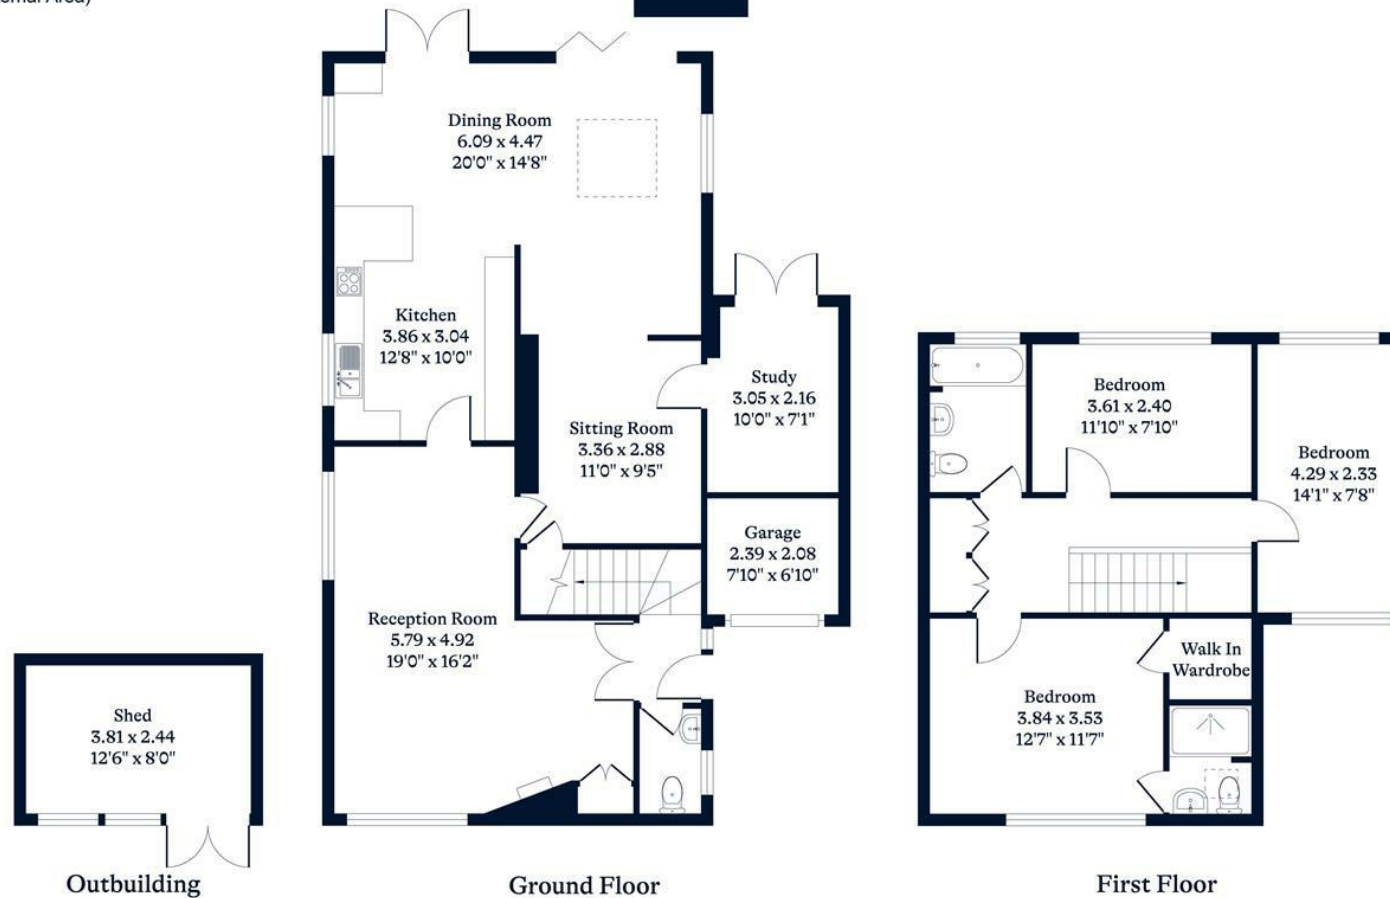 Dining Room
6.09 x 4.47
20'0" x 14'8"
Kitchen
3.86 x 3.04
12'8" x 10'0"
Study
3.05 x 2.16
10'0" x 7'1"
Sitting Room
3.36 x 2.88
11'0" x 9'5"
Garage
2.39 x 2.08
7'10" x 6'10"
Reception Room
5.79 x 4.92
19'0" x 16'2"
Shed
3.81 x 2.44
12'6" x 8'0"
Bedroom
3.61 x 2.40
11'10" x 7'10"
Bedroom
4.29 x 2.33
14'1" x 7'8"
Walk In
Wardrobe
Bedroom
3.84 x 3.53
12'7" x 11'7"
Outbuilding
Ground Floor
First Floor